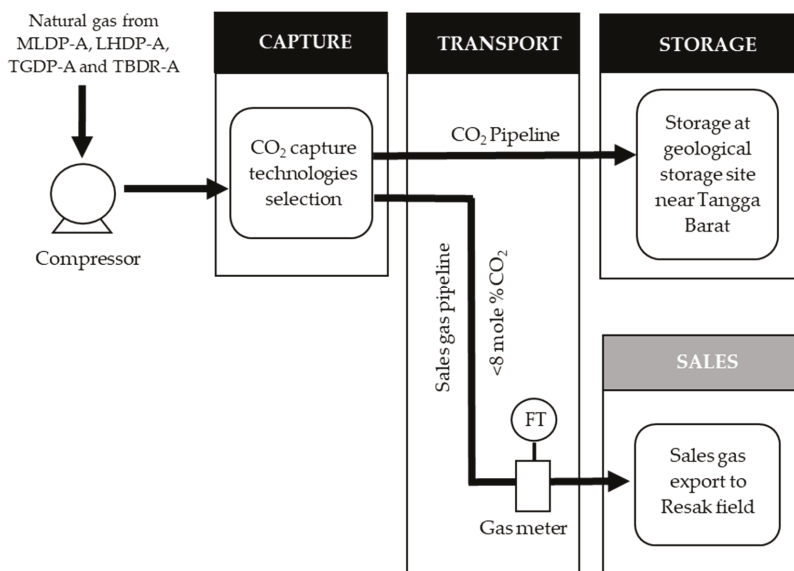 Natural gas from
MLDP-A, LHDP-A,
TGDP-A and TBDR-A
Compressor
CAPTURE
CO₂ capture
technologies
selection
TRANSPORT
CO₂ Pipeline
Sales gas pipeline
<8 mole % CO₂
FT
Gas meter
STORAGE
Storage at
geological
storage site
near Tangga
Barat
SALES
Sales gas
export to
Resak field